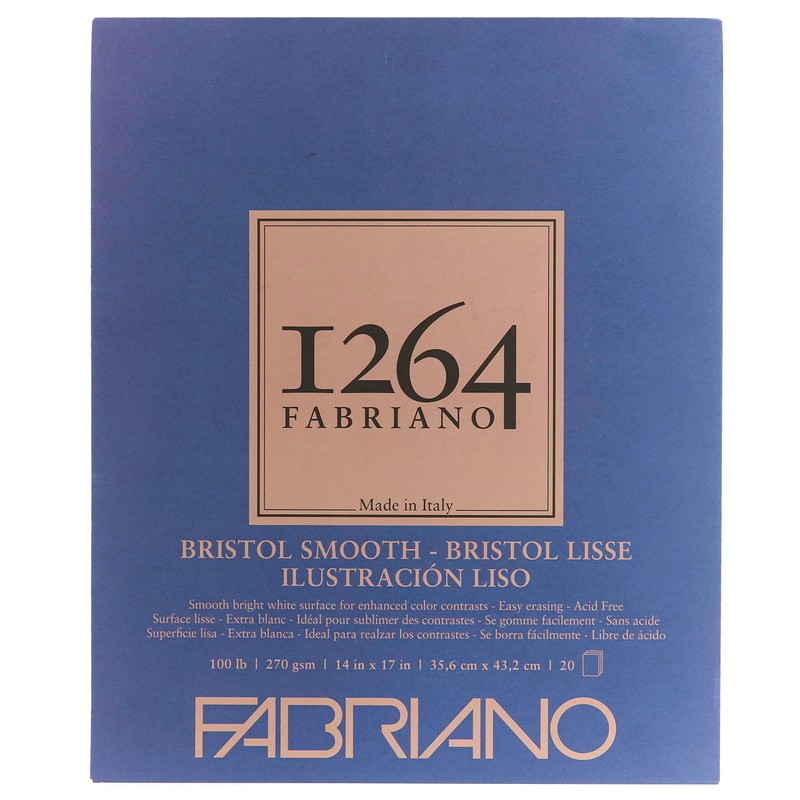 1264
FABRIANO
Made in Italy
BRISTOL SMOOTH - BRISTOL LISSE
ILUSTRACIÓN LISO
Smooth bright white surface for enhanced color contrasts - Easy erasing - Acid Free
Surface lisse - Extra blanc - Idéal pour sublimer des contrastes - Se gomme facilement - Sans acide
Superficie lisa - Extra blanca - Ideal para realzar los contrastes - Se borra fácilmente - Libre de ácido
100 lb | 270 gsm | 14 in x 17 in | 35,6 cm x 43,2 cm | 20
FABRIANO